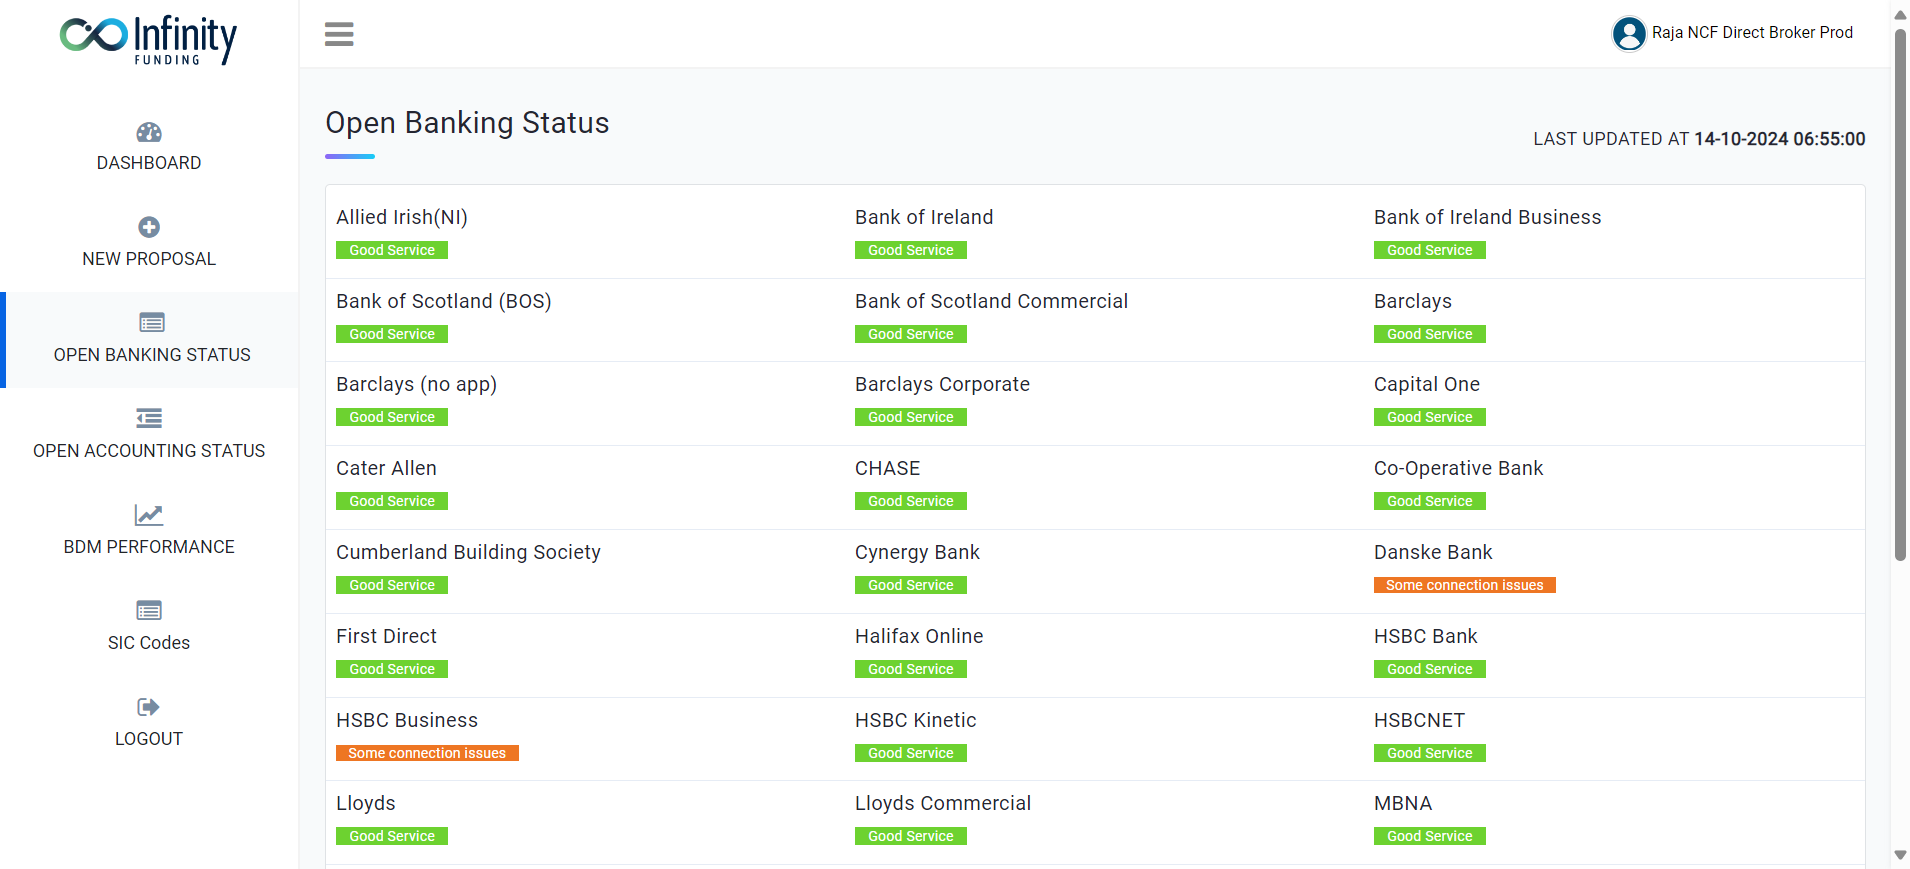 Infinity
FUNDING
Raja NCF Direct Broker Prod
DASHBOARD
NEW PROPOSAL
OPEN BANKING STATUS
OPEN ACCOUNTING STATUS
BDM PERFORMANCE
SIC Codes
LOGOUT
Open Banking Status
LAST UPDATED AT 14-10-2024 06:55:00
Allied Irish(NI) Bank of Ireland Bank of Ireland Business
Good Service Good Service Good Service
Bank of Scotland (BOS) Bank of Scotland Commercial Barclays
Good Service Good Service Good Service
Barclays (no app) Barclays Corporate Capital One
Good Service Good Service Good Service
Cater Allen CHASE Co-Operative Bank
Good Service Good Service Good Service
Cumberland Building Society Cynergy Bank Danske Bank
Good Service Good Service Some connection issues
First Direct Halifax Online HSBC Bank
Good Service Good Service Good Service
HSBC Business HSBC Kinetic HSBCNET
Some connection issues Good Service Good Service
Lloyds Lloyds Commercial MBNA
Good Service Good Service Good Service